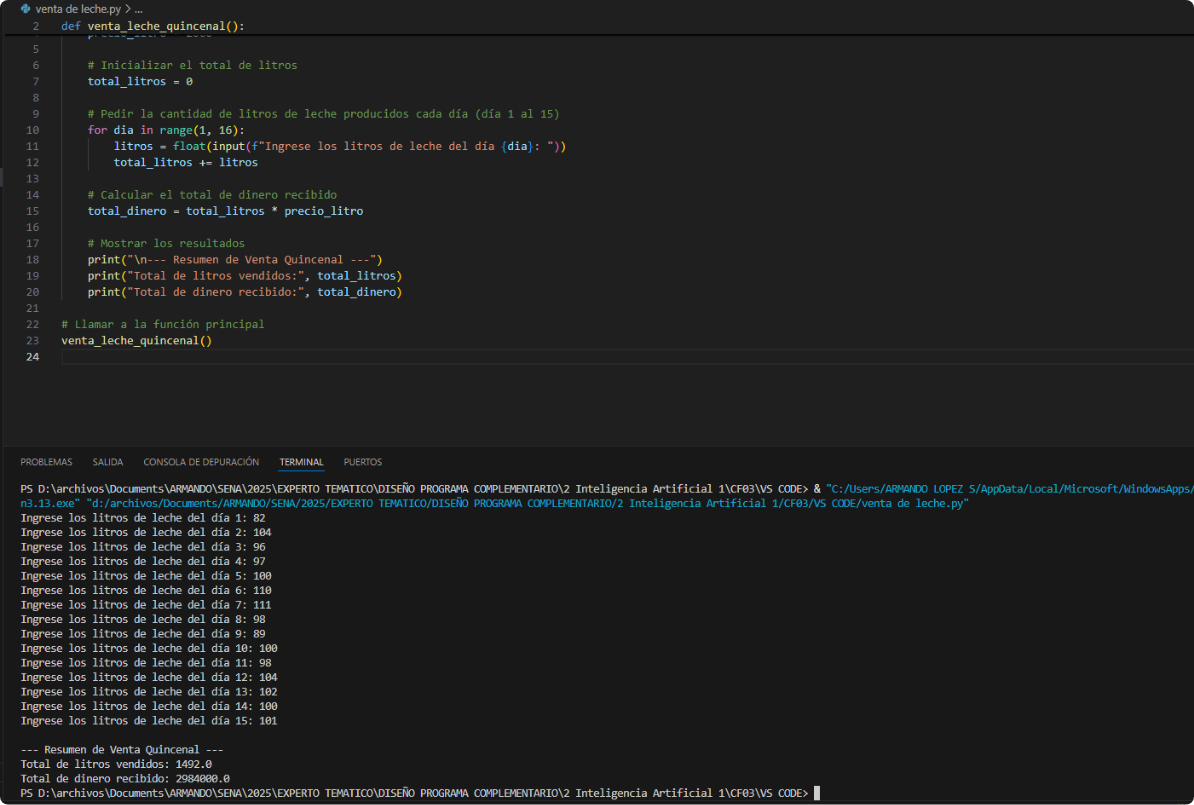 venta de leche.py > ...
2 def venta_leche_quincenal():
5
6 # Inicializar el total de litros
7 total_litros = 0
8
9 # Pedir la cantidad de litros de leche producidos cada día (día 1 al 15)
10 for dia in range(1, 16):
11 litros = float(input(f"Ingrese los litros de leche del día {dia}: "))
12 total_litros += litros
13
14 # Calcular el total de dinero recibido
15 total_dinero = total_litros * precio_litro
16
17 # Mostrar los resultados
18 print("\n--- Resumen de Venta Quincenal ---")
19 print("Total de litros vendidos:", total_litros)
20 print("Total de dinero recibido:", total_dinero)
21
22 # Llamar a la función principal
23 venta_leche_quincenal()
24
PROBLEMAS SALIDA CONSOLA DE DEPURACIÓN TERMINAL PUERTOS
PS D:\archivos\Documents\ARMANDO\SENA\2025\EXPERTO TEMATICO\DISEÑO PROGRAMA COMPLEMENTARIO\2 Inteligencia Artificial 1\CF03\VS CODE> & "C:/Users/ARMANDO LOPEZ S/AppData/Local/Microsoft/WindowsApps/
n3.13.exe" "d:/archivos/Documents/ARMANDO/SENA/2025/EXPERTO TEMATICO/DISEÑO PROGRAMA COMPLEMENTARIO/2 Inteligencia Artificial 1/CF03/VS CODE/venta de leche.py"
Ingrese los litros de leche del día 1: 82
Ingrese los litros de leche del día 2: 104
Ingrese los litros de leche del día 3: 96
Ingrese los litros de leche del día 4: 97
Ingrese los litros de leche del día 5: 100
Ingrese los litros de leche del día 6: 110
Ingrese los litros de leche del día 7: 111
Ingrese los litros de leche del día 8: 98
Ingrese los litros de leche del día 9: 89
Ingrese los litros de leche del día 10: 100
Ingrese los litros de leche del día 11: 98
Ingrese los litros de leche del día 12: 104
Ingrese los litros de leche del día 13: 102
Ingrese los litros de leche del día 14: 100
Ingrese los litros de leche del día 15: 101
--- Resumen de Venta Quincenal ---
Total de litros vendidos: 1492.0
Total de dinero recibido: 2984000.0
PS D:\archivos\Documents\ARMANDO\SENA\2025\EXPERTO TEMATICO\DISEÑO PROGRAMA COMPLEMENTARIO\2 Inteligencia Artificial 1\CF03\VS CODE>